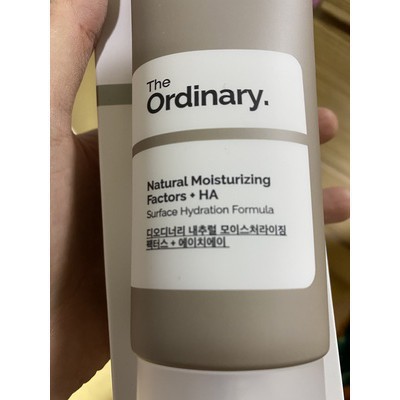 The
Ordinary.
Natural Moisturizing
Factors + HA
Surface Hydration Formula
디오디너리 내추럴 모이스처라이징
팩터스 + 에이치에이